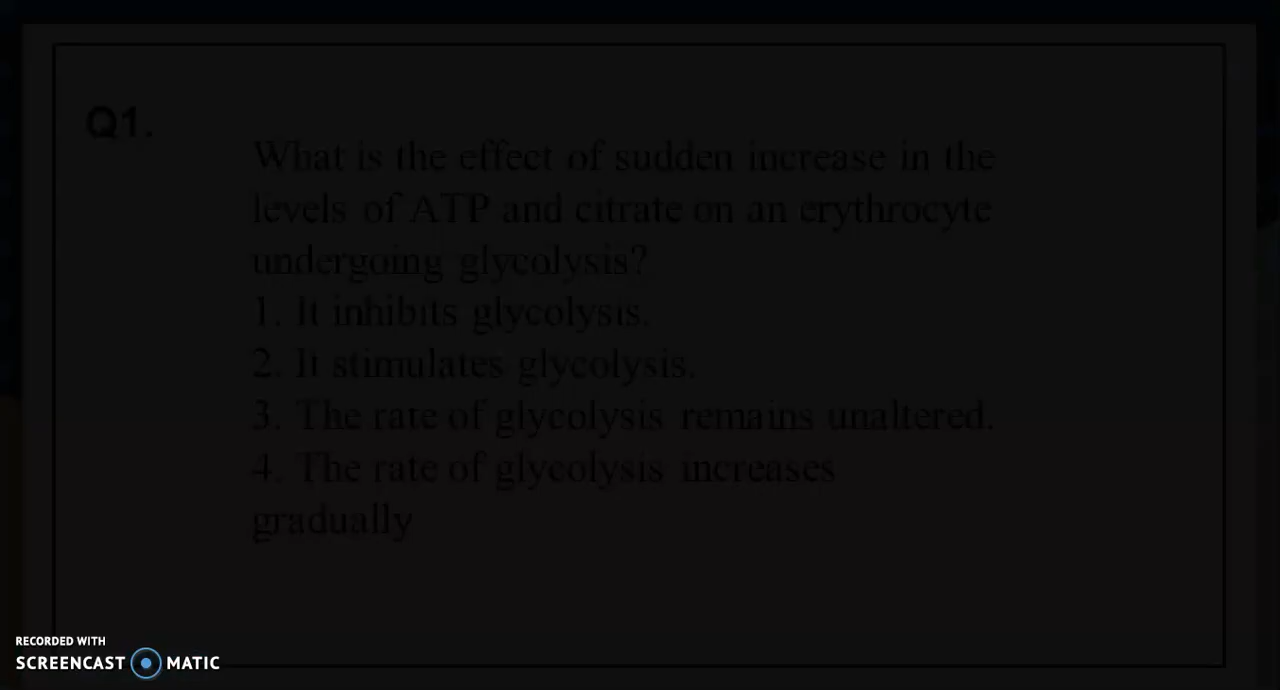 Q1.
What is the effect of sudden increase in the
levels of ATP and citrate on an erythrocyte
undergoing glycolysis?
1. It inhibits glycolysis.
2. It stimulates glycolysis.
3. The rate of glycolysis remains unaltered.
4. The rate of glycolysis increases
gradually
RECORDED WITH
SCREENCAST MATIC